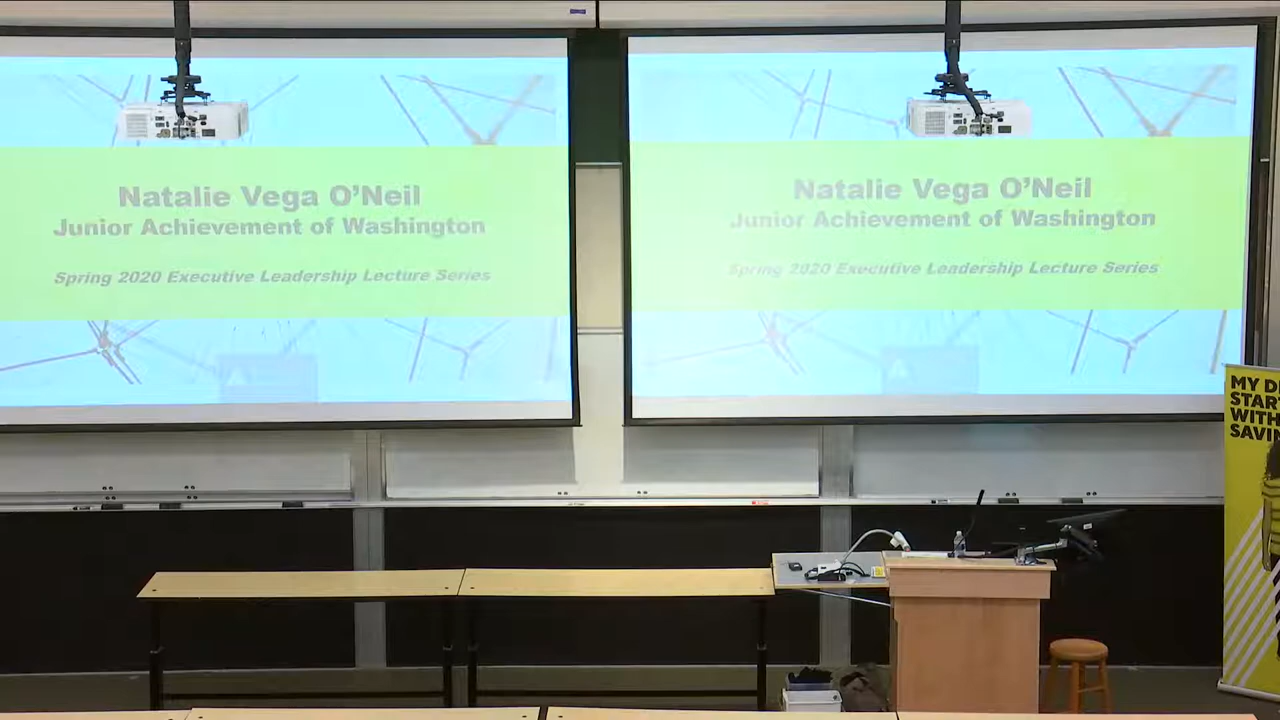 Natalie Vega O'Neil
Junior Achievement of Washington
Spring 2020 Executive Leadership Lecture Series
Natalie Vega O'Neil
Junior Achievement of Washington
Spring 2020 Executive Leadership Lecture Series
MY D
START
WITH
SAVIN